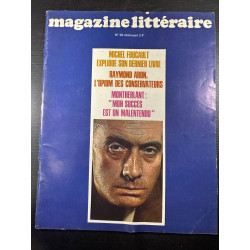 magazine littéraire
MICHEL FOUCAULT
EXPLIQUE SON DERNIER LIVRE
RAYMOND ARON,
L'OPIUM DES CONSERVATEURS
MONTHERLANT :
"MON SUCCÈS
EST UN MALENTENDU"